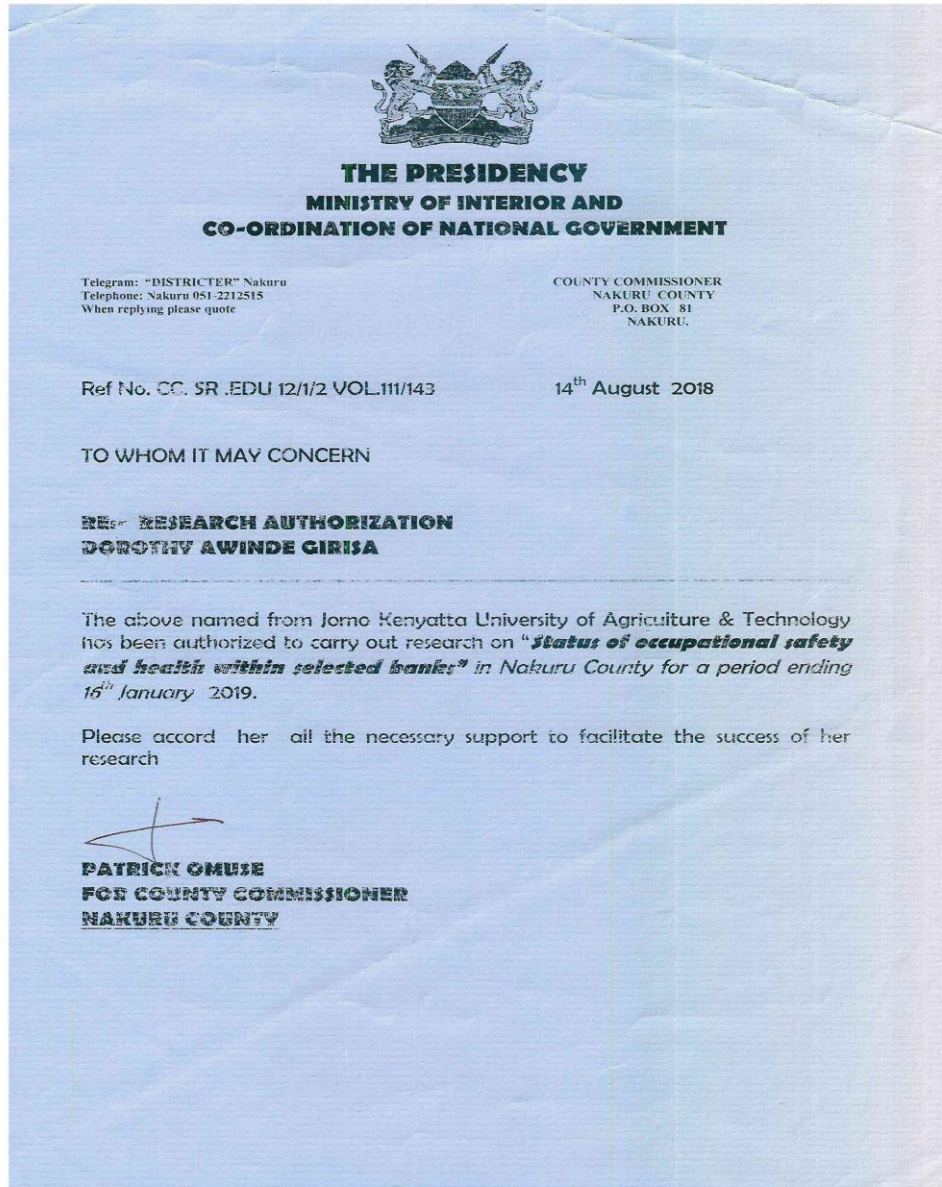 THE PRESIDENCY
MINISTRY OF INTERIOR AND
CO-ORDINATION OF NATIONAL GOVERNMENT
Telegram: "DISTRICTER" Nakuru
Telephone: Nakuru 051-2212515
When replying please quote
COUNTY COMMISSIONER
NAKURU COUNTY
P.O. BOX 81
NAKURU.
Ref No. CC. SR .EDU 12/1/2 VOL.111/143
14th August 2018
TO WHOM IT MAY CONCERN
RE:- RESEARCH AUTHORIZATION
DOROTHY AWINDE GIRISA
The above named from Jomo Kenyatta University of Agriculture & Technology
has been authorized to carry out research on "Status of occupational safety
and health within selected banks" in Nakuru County for a period ending
16th January 2019.
Please accord her all the necessary support to facilitate the success of her
research
PATRICK OMUSE
FOR COUNTY COMMISSIONER
NAKURU COUNTY